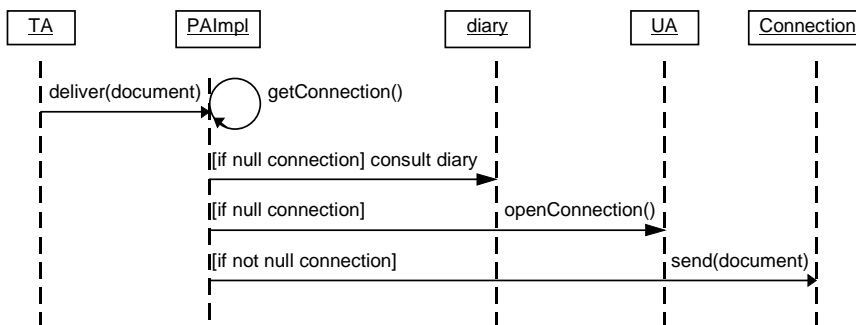 TA PAImpl diary UA Connection
deliver(document) getConnection()
[if null connection] consult diary
[if null connection] openConnection()
[if not null connection] send(document)